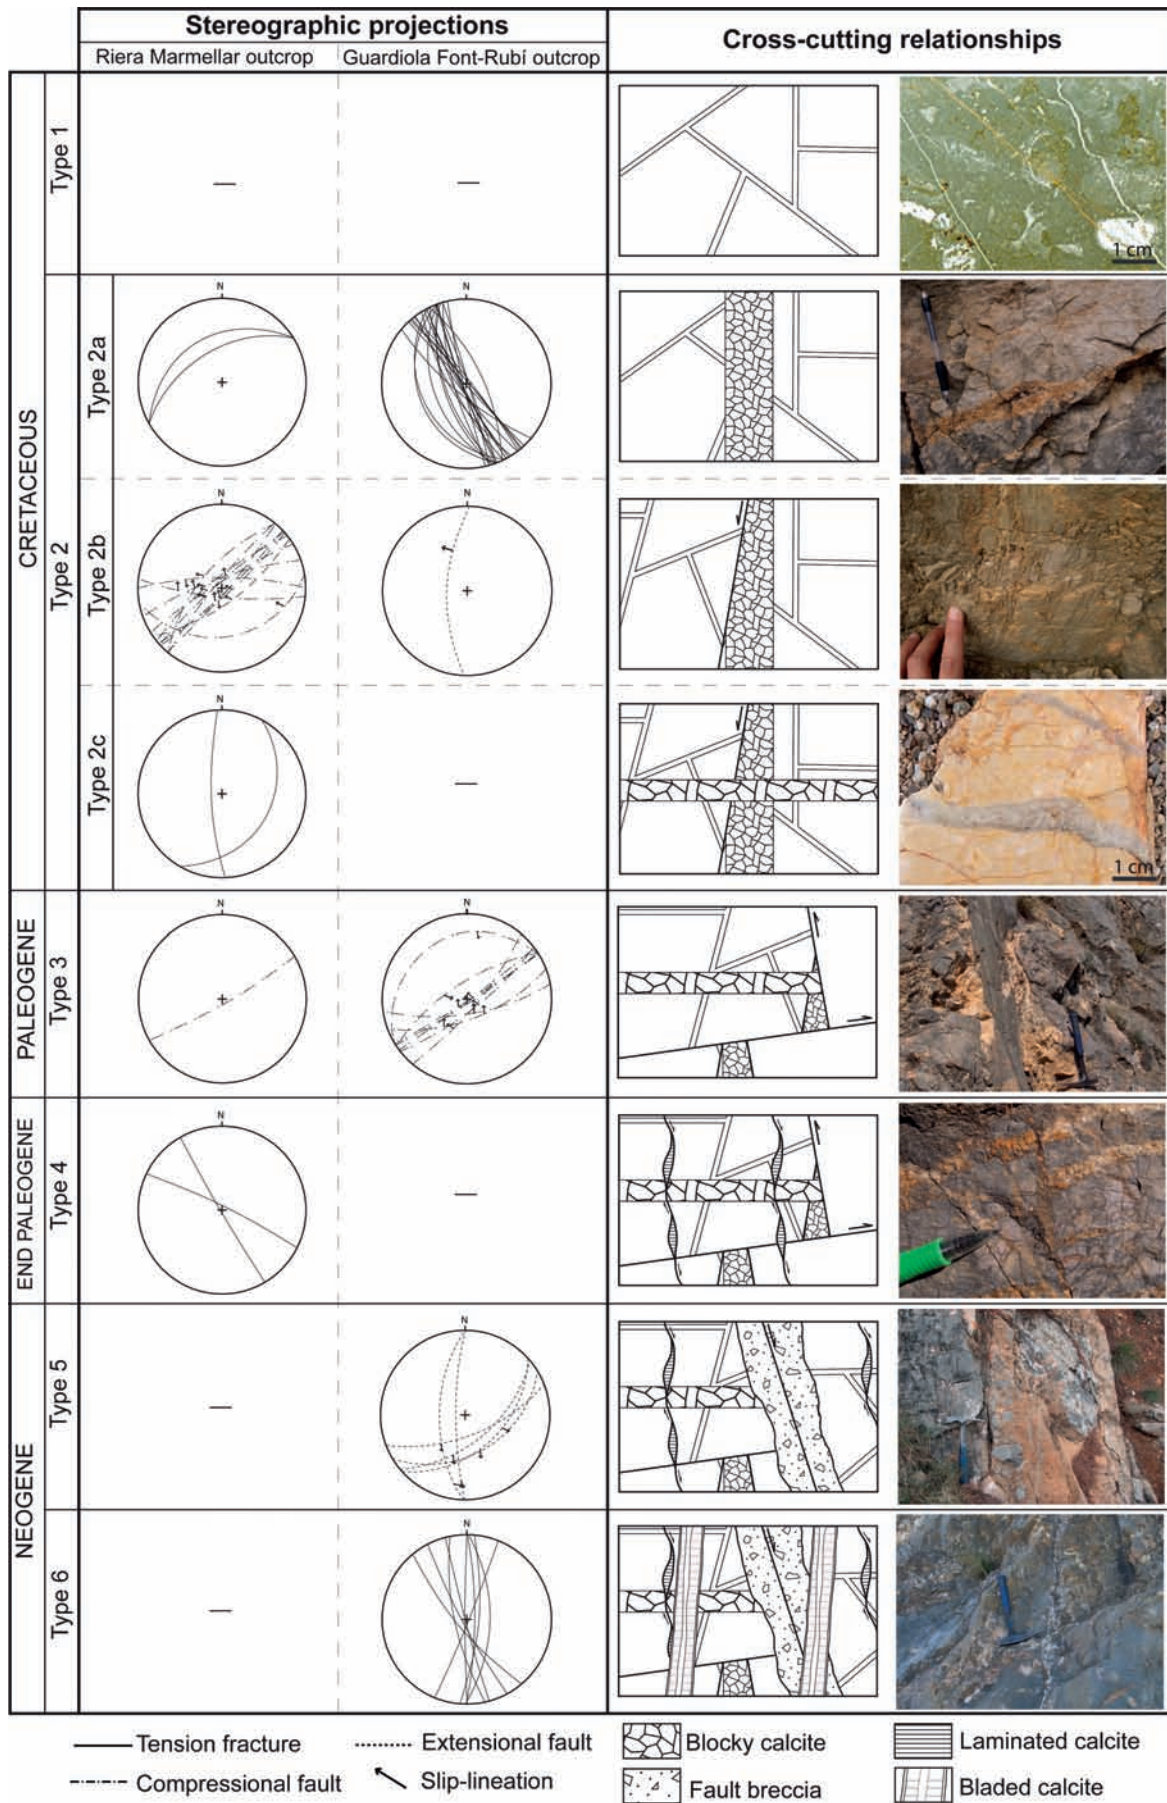 Stereographic projections
Cross-cutting relationships
Riera Marmellar outcrop
Guardiola Font-Rubí outcrop
CRETACEOUS
Type 1
—
—
1 cm
Type 2
Type 2a
N
N
Type 2b
N
N
Type 2c
N
—
1 cm
PALEOGENE
Type 3
N
N
END PALEOGENE
Type 4
N
—
NEOGENE
Type 5
—
N
Type 6
—
N
Tension fracture
Extensional fault
Blocky calcite
Laminated calcite
Compressional fault
Slip-lineation
Fault breccia
Bladed calcite